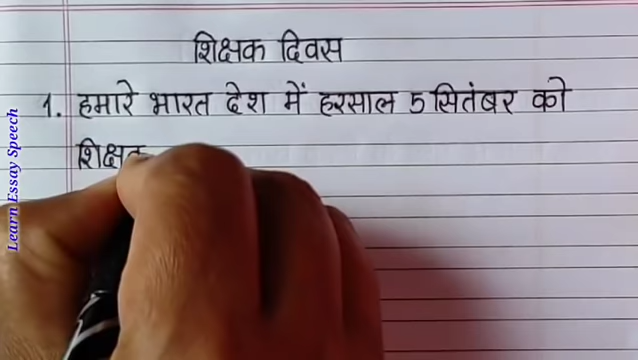 शिक्षक दिवस
1. हमारे भारत देश में हरसाल 5 सितंबर को
Learn Essay Speech